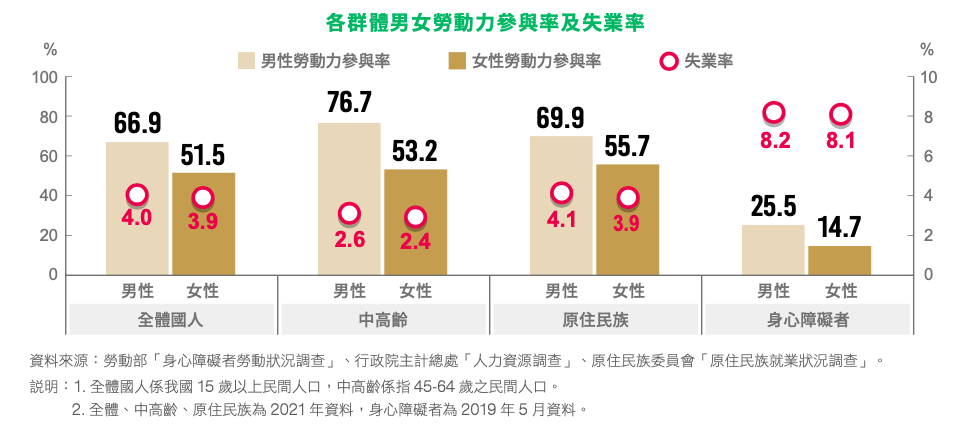 各群體男女勞動力參與率及失業率
% %
男性勞動力參與率 女性勞動力參與率 失業率
100 10
76.7
80 66.9 69.9 8
8.2 8.1
60 51.5 53.2 55.7 6
40 4
4.0 3.9 4.1 3.9 25.5
20 2.6 2.4 14.7 2
0 0
男性 女性 男性 女性 男性 女性 男性 女性
全體國人 中高齡 原住民族 身心障礙者
資料來源：勞動部「身心障礙者勞動狀況調查」、行政院主計總處「人力資源調查」、原住民族委員會「原住民族就業狀況調查」。
說明：1. 全體國人係我國 15 歲以上民間人口，中高齡係指 45-64 歲之民間人口。
2. 全體、中高齡、原住民族為 2021 年資料，身心障礙者為 2019 年 5 月資料。